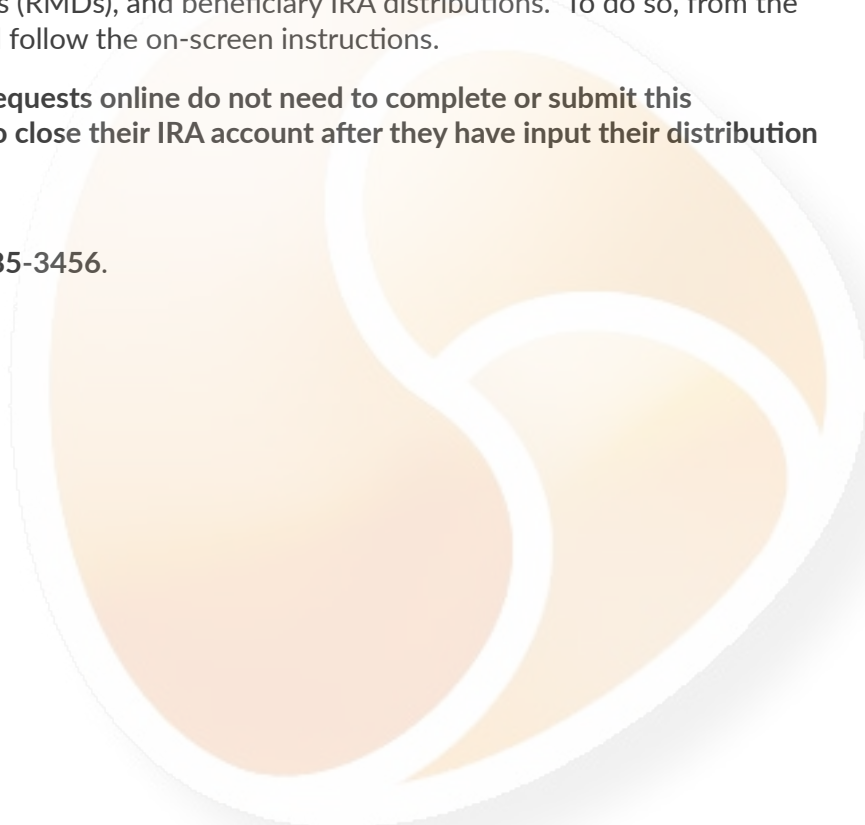 (RMDs), and beneficiary IRA distributions. To do so, from the
follow the on-screen instructions.
online do not need to complete or submit this
close their IRA account after they have input their distribution
35-3456.